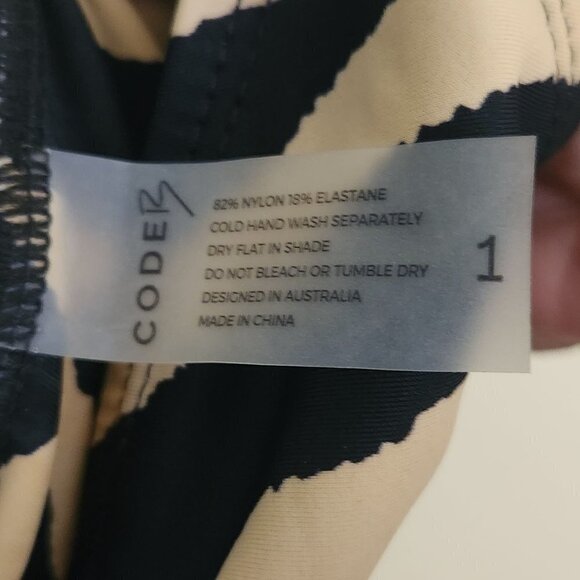 CODE B
82% NYLON 18% ELASTANE
COLD HAND WASH SEPARATELY
DRY FLAT IN SHADE
DO NOT BLEACH OR TUMBLE DRY
DESIGNED IN AUSTRALIA
MADE IN CHINA
1